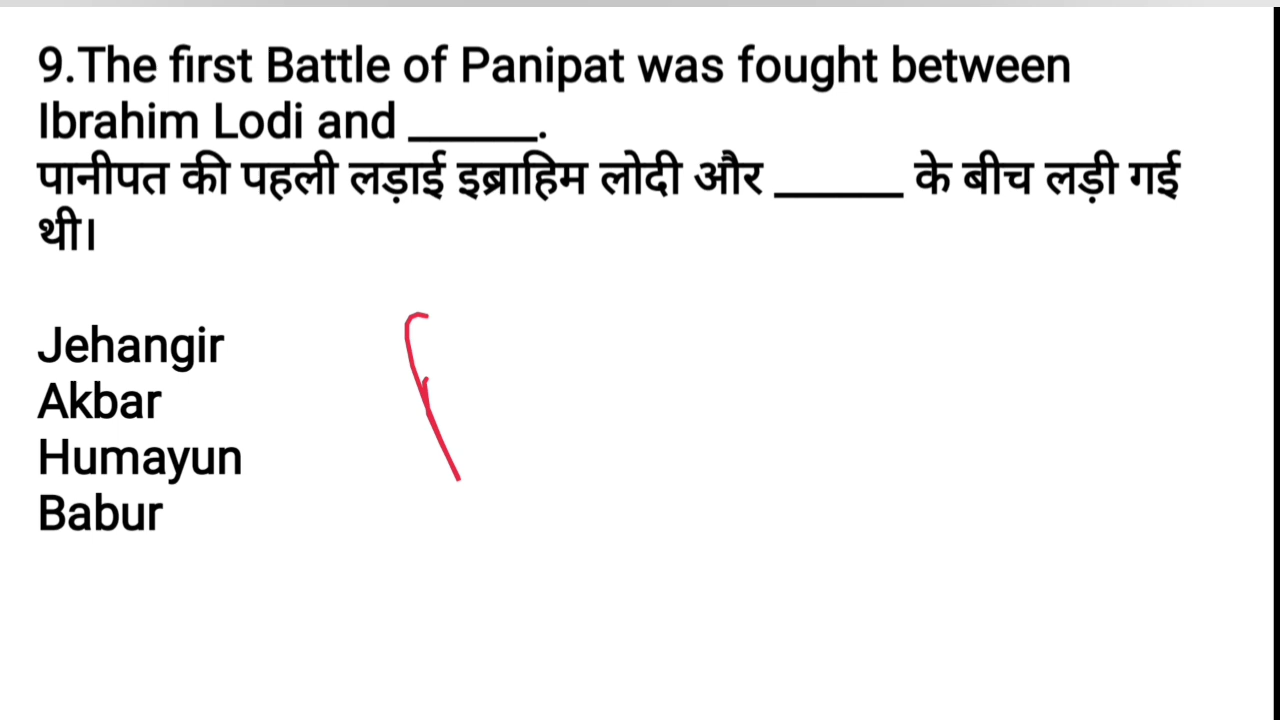 9.The first Battle of Panipat was fought between
Ibrahim Lodi and ______.
पानीपत की पहली लड़ाई इब्राहिम लोदी और ______ के बीच लड़ी गई
थी।
Jehangir
Akbar
Humayun
Babur